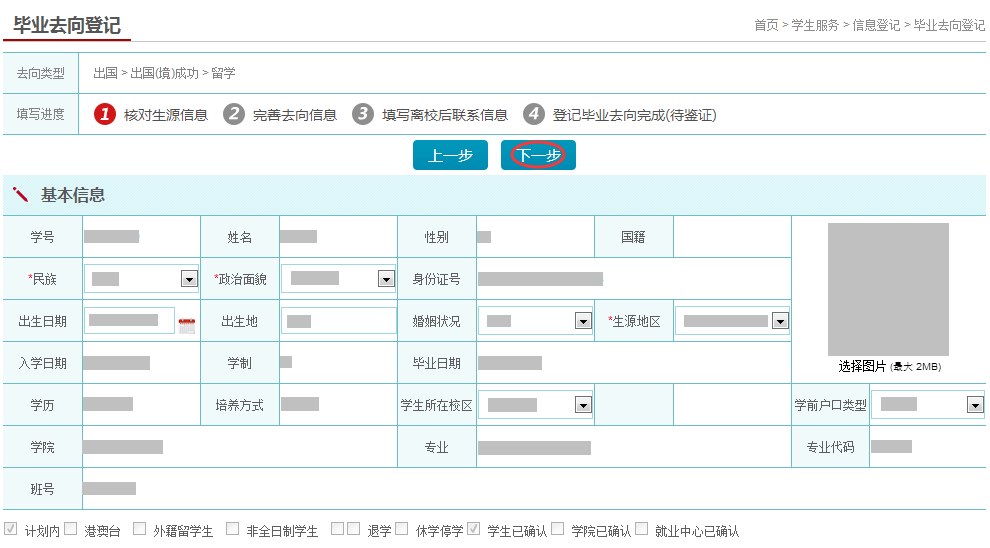 毕业去向登记
首页 > 学生服务 > 信息登记 > 毕业去向登记
去向类型 出国 > 出国(境)成功 > 留学
填写进度 1 核对生源信息 2 完善去向信息 3 填写离校后联系信息 4 登记毕业去向完成(待鉴证)
上一步 下一步
基本信息
学号 姓名 性别 国籍
*民族 *政治面貌 身份证号
出生日期 出生地 婚姻状况 *生源地区
入学日期 学制 毕业日期
选择图片 (最大 2MB)
学历 培养方式 学生所在校区 学前户口类型
学院 专业 专业代码
班号
计划内 港澳台 外籍留学生 非全日制学生 退学 休学停学 学生已确认 学院已确认 就业中心已确认